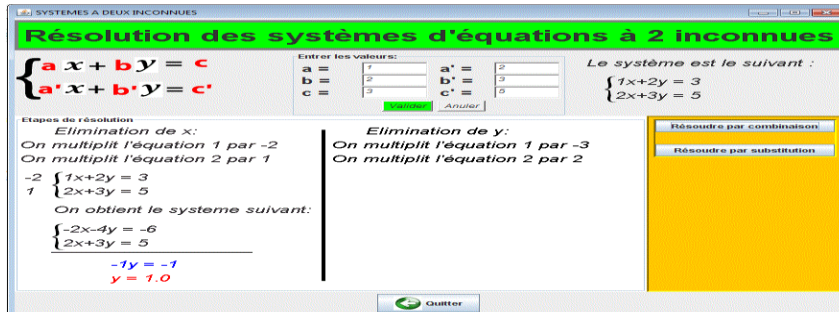 SYSTEMES A DEUX INCONNUES
Résolution des systèmes d'équations à 2 inconnues
a x + b y = c
a' x + b' y = c'
Entrer les valeurs:
a = 1 a' = 2
b = 2 b' = 3
c = 3 c' = 5
Valider Anuler
Le système est le suivant :
1x+2y = 3
2x+3y = 5
Etapes de résolution
Elimination de x:
On multiplit l'équation 1 par -2
On multiplit l'équation 2 par 1
-2 1x+2y = 3
1 2x+3y = 5
On obtient le systeme suivant:
-2x-4y = -6
2x+3y = 5
-1y = -1
y = 1.0
Elimination de y:
On multiplit l'équation 1 par -3
On multiplit l'équation 2 par 2
Résoudre par combinaison
Résoudre par substitution
Quitter